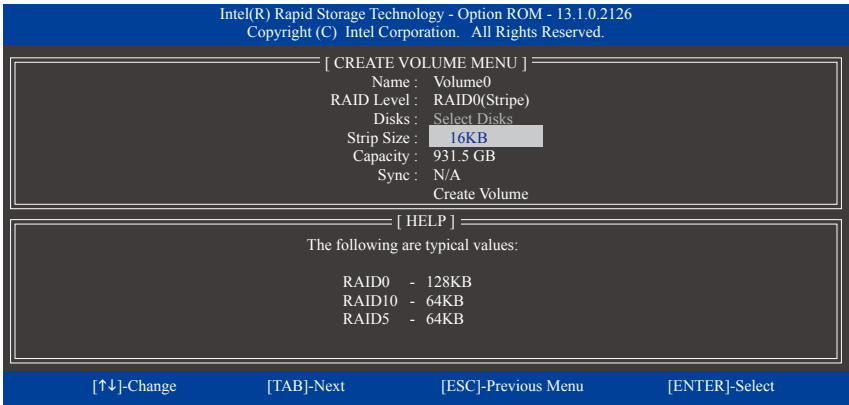 Intel(R) Rapid Storage Technology - Option ROM - 13.1.0.2126
Copyright (C) Intel Corporation. All Rights Reserved.
[ CREATE VOLUME MENU ]
Name : Volume0
RAID Level : RAID0(Stripe)
Disks : Select Disks
Strip Size : 16KB
Capacity : 931.5 GB
Sync : N/A
Create Volume
[ HELP ]
The following are typical values:
RAID0 - 128KB
RAID10 - 64KB
RAID5 - 64KB
[↑↓]-Change [TAB]-Next [ESC]-Previous Menu [ENTER]-Select